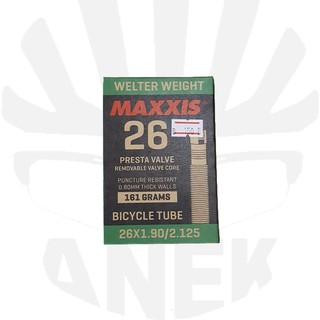 WELTER WEIGHT
MAXXIS
26
PRESTA VALVE
REMOVABLE VALVE CORE
PUNCTURE RESISTANT
0.80MM THICK WALLS
161 GRAMS
BICYCLE TUBE
26X1.90/2.125
ANEK